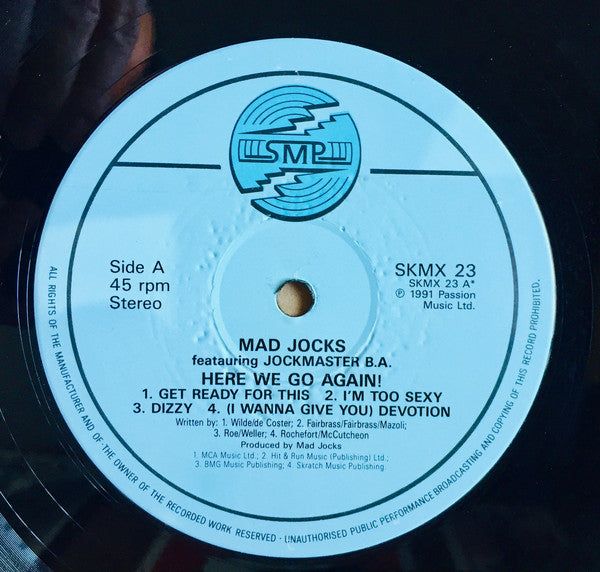 SMP
Side A
45 rpm
Stereo
SKMX 23
SKMX 23 A*
℗ 1991 Passion
Music Ltd.
MAD JOCKS
featauring JOCKMASTER B.A.
HERE WE GO AGAIN!
1. GET READY FOR THIS 2. I'M TOO SEXY
3. DIZZY 4. (I WANNA GIVE YOU) DEVOTION
Written by: 1. Wilde/de Coster; 2. Fairbrass/Fairbrass/Mazoli;
3. Roe/Weller; 4. Rochefort/McCutcheon
Produced by Mad Jocks
1. MCA Music Ltd.; 2. Hit & Run Music (Publishing) Ltd.;
3. BMG Music Publishing; 4. Skratch Music Publishing.
ALL RIGHTS OF THE MANUFACTURER AND OF THE OWNER OF THE RECORDED WORK RESERVED · UNAUTHORISED PUBLIC PERFORMANCE BROADCASTING AND COPYING OF THIS RECORD PROHIBITED.